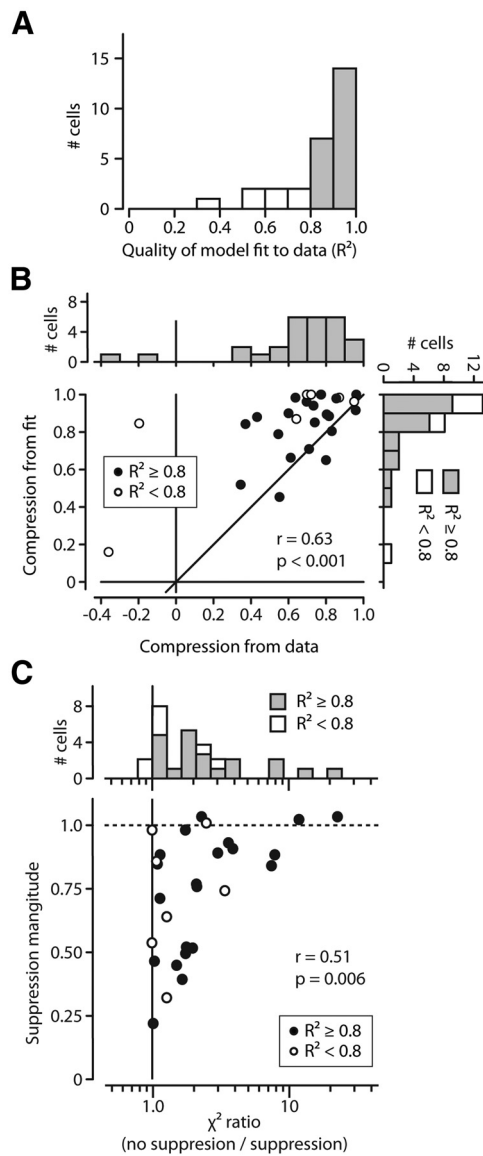 A
15
10
5
0
# cells
0 0.2 0.4 0.6 0.8 1.0
Quality of model fit to data (R²)
B
8
4
0
# cells
# cells
0 4 8 12
1.0
0.8
0.6
0.4
0.2
0
Compression from fit
R² ≥ 0.8
R² < 0.8
r = 0.63
p < 0.001
R² < 0.8
R² ≥ 0.8
-0.4 -0.2 0 0.2 0.4 0.6 0.8 1.0
Compression from data
C
8
4
0
# cells
R² ≥ 0.8
R² < 0.8
1.0
0.75
0.50
0.25
0
Suppression mangitude
r = 0.51
p = 0.006
R² ≥ 0.8
R² < 0.8
1.0 10
χ² ratio
(no suppresion / suppression)